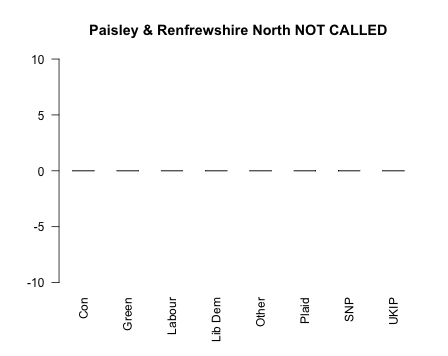 Paisley & Renfrewshire North NOT CALLED
10
5
0
-5
-10
Con
Green
Labour
Lib Dem
Other
Plaid
SNP
UKIP